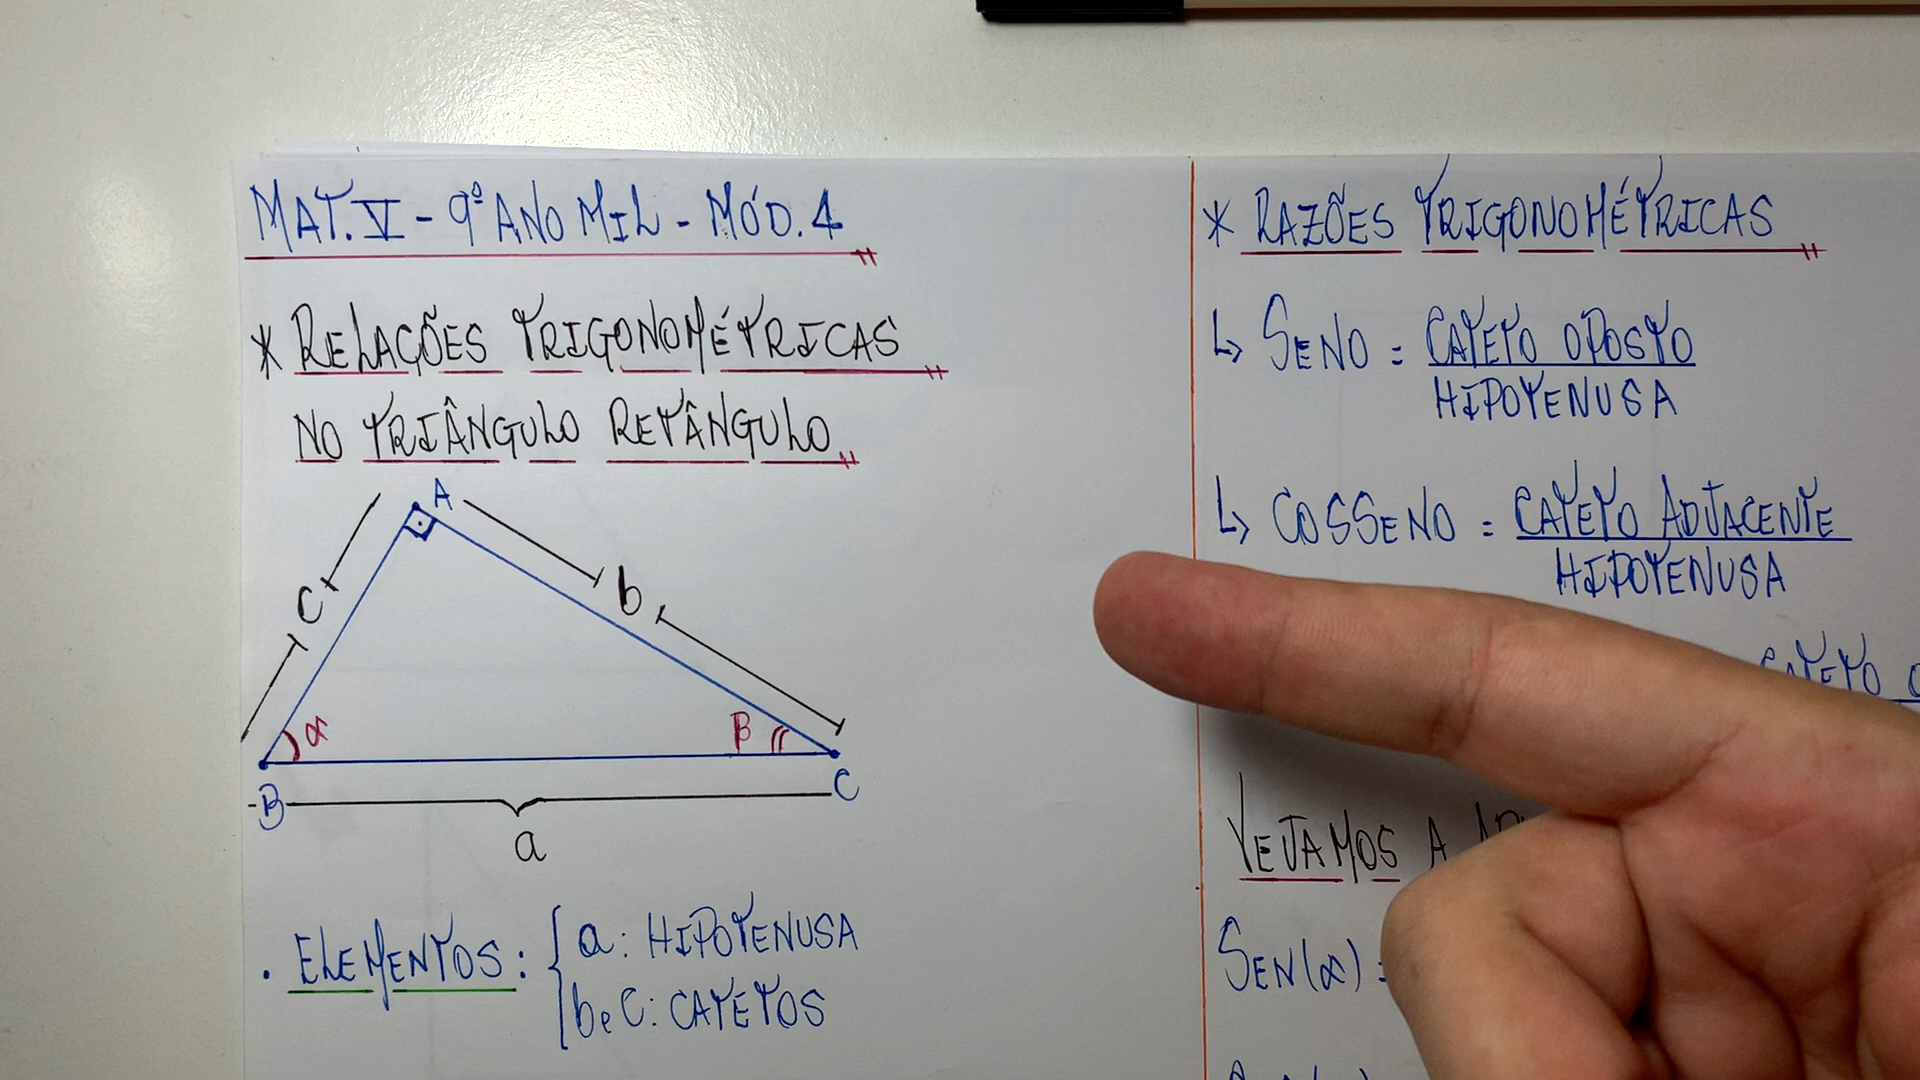 MAT. V - 9º ANO MIL - MÓD. 4
* RELAÇÕES TRIGONOMÉTRICAS
NO TRIÂNGULO RETÂNGULO
A
C
b
α
β
B
C
a
. ELEMENTOS: { a: HIPOTENUSA
b e C: CATETOS
* RAZÕES TRIGONOMÉTRICAS
↳ SENO = CATETO OPOSTO
HIPOTENUSA
↳ COSSENO = CATETO ADJACENTE
HIPOTENUSA
CATETO
VEJAMOS A
SEN(α) =